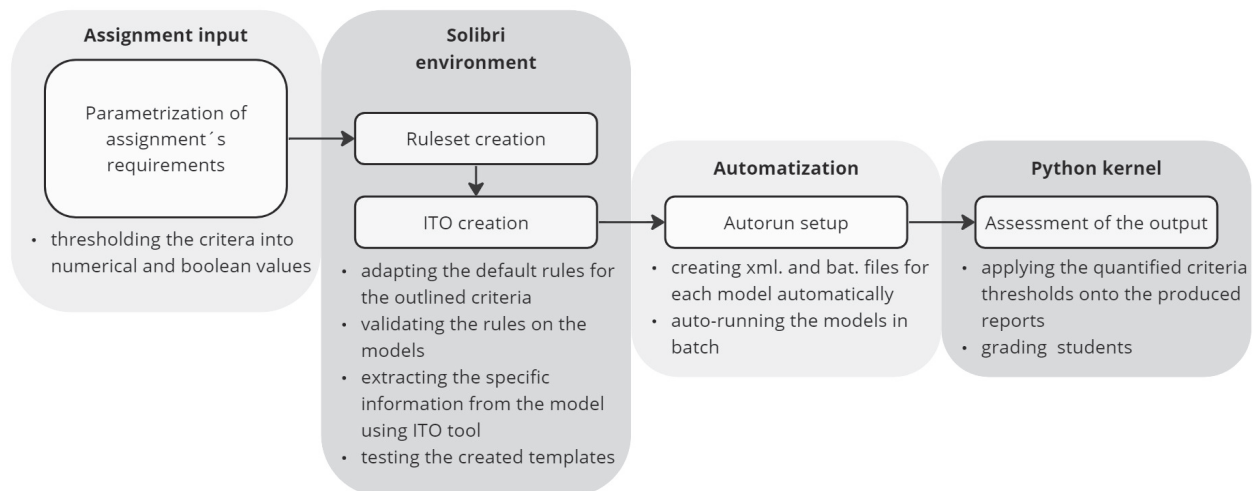 Assignment input
Parametrization of
assignment´s
requirements
• thresholding the critera into
numerical and boolean values
Solibri
environment
Ruleset creation
ITO creation
• adapting the default rules for
the outlined criteria
• validating the rules on the
models
• extracting the specific
information from the model
using ITO tool
• testing the created templates
Automatization
Autorun setup
• creating xml. and bat. files for
each model automatically
• auto-running the models in
batch
Python kernel
Assessment of the output
• applying the quantified criteria
thresholds onto the produced
reports
• grading students